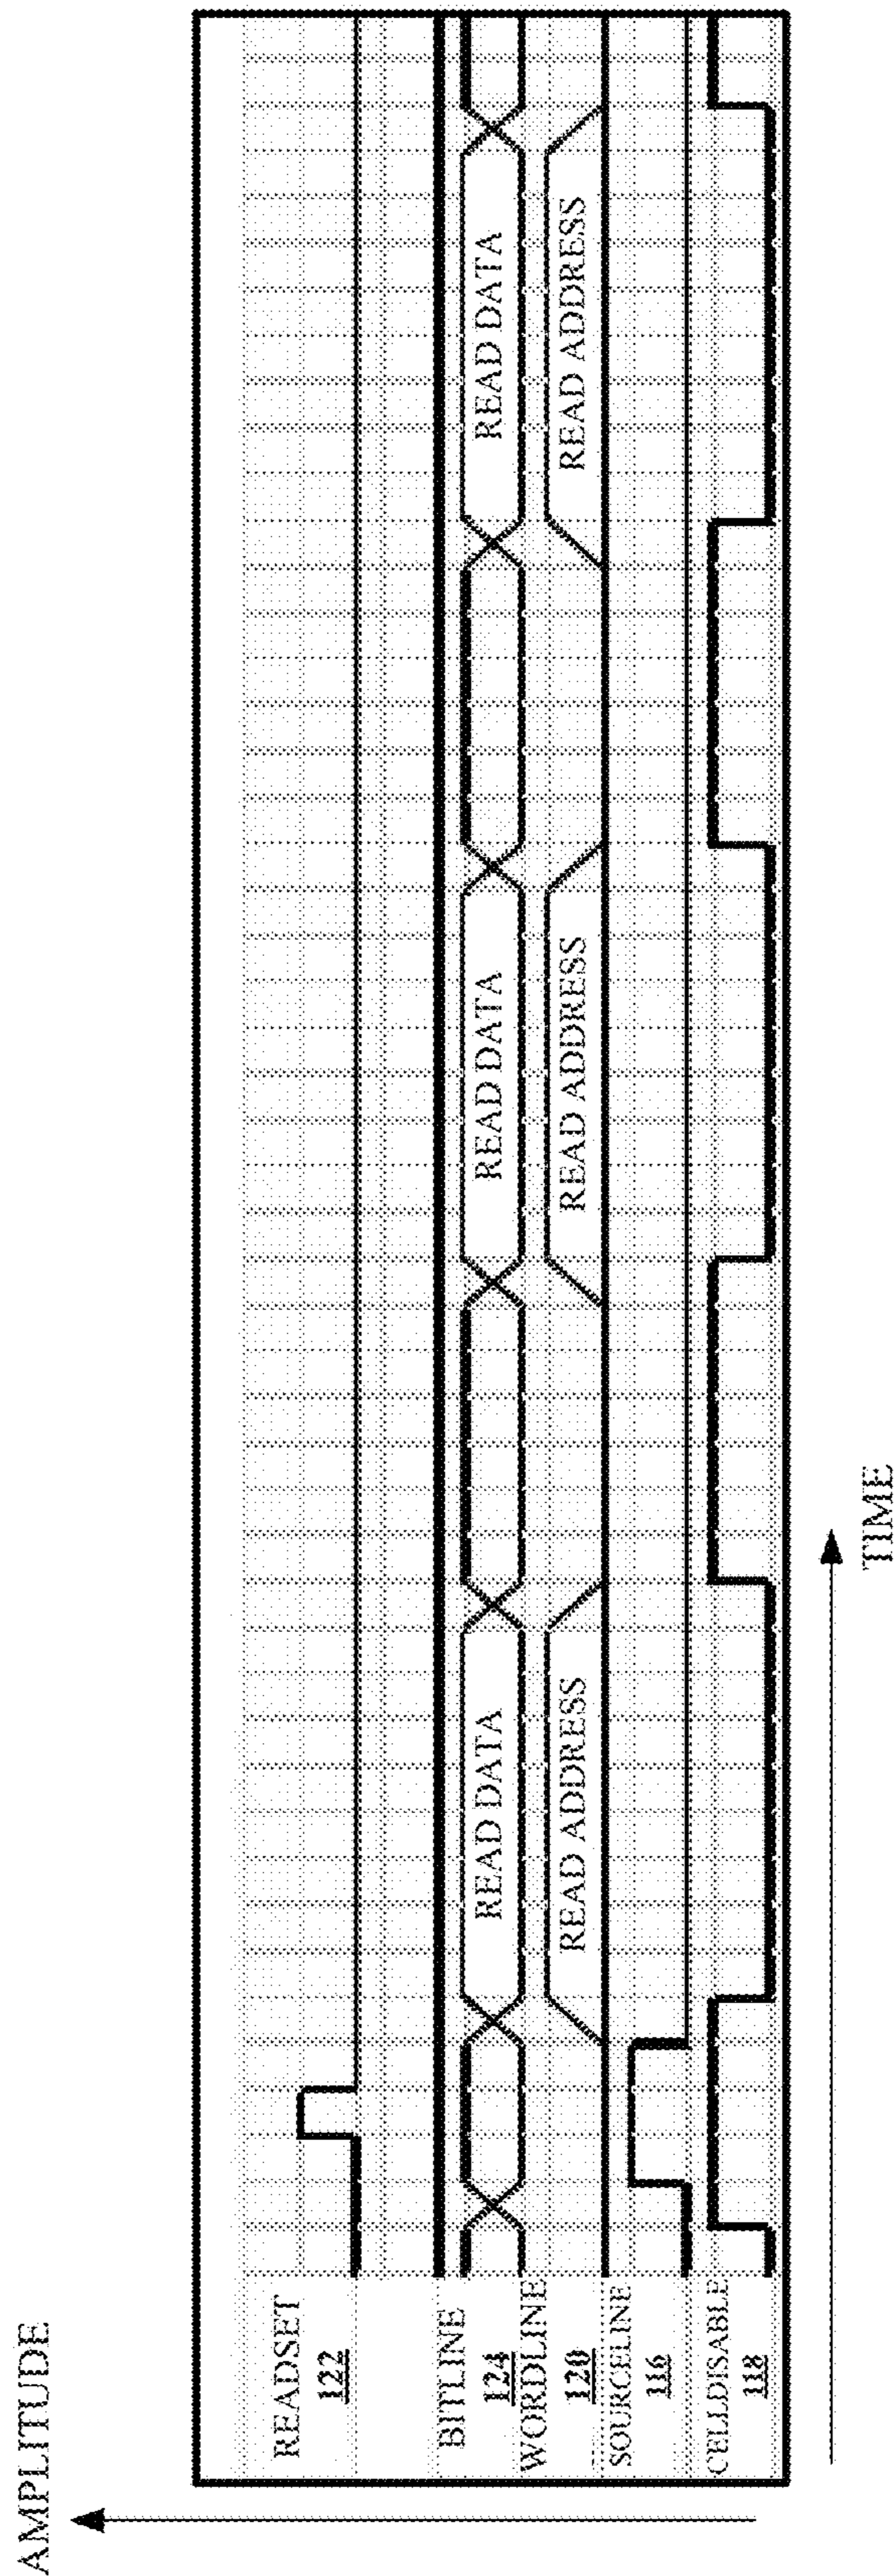 AMPLITUDE
READSET
122
BITLINE
124
READ DATA
READ DATA
READ DATA
WORDLINE
120
READ ADDRESS
READ ADDRESS
READ ADDRESS
SOURCELINE
116
CELLDISABLE
118
TIME